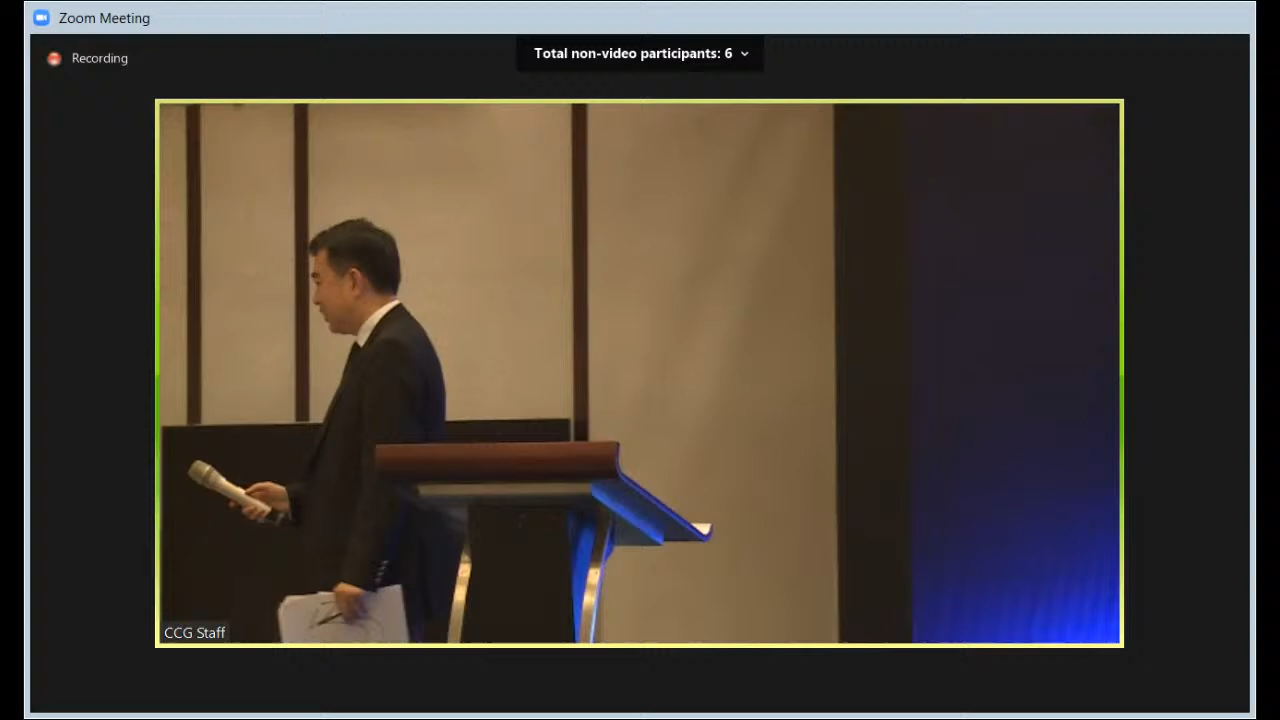 Zoom Meeting
Recording
Total non-video participants: 6
CCG Staff